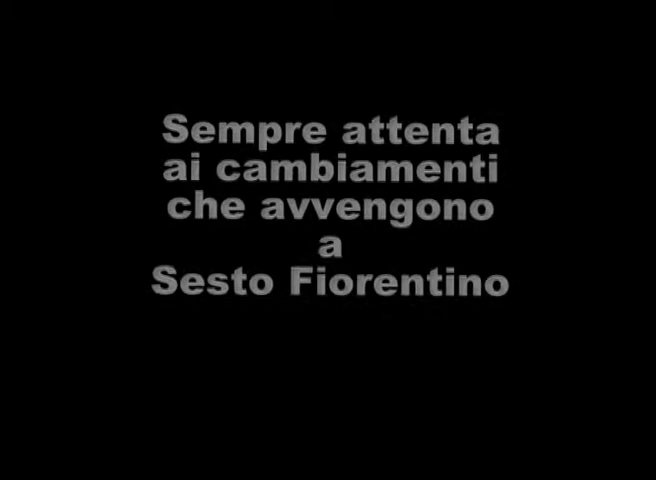 Sempre attenta
ai cambiamenti
che avvengono
a
Sesto Fiorentino